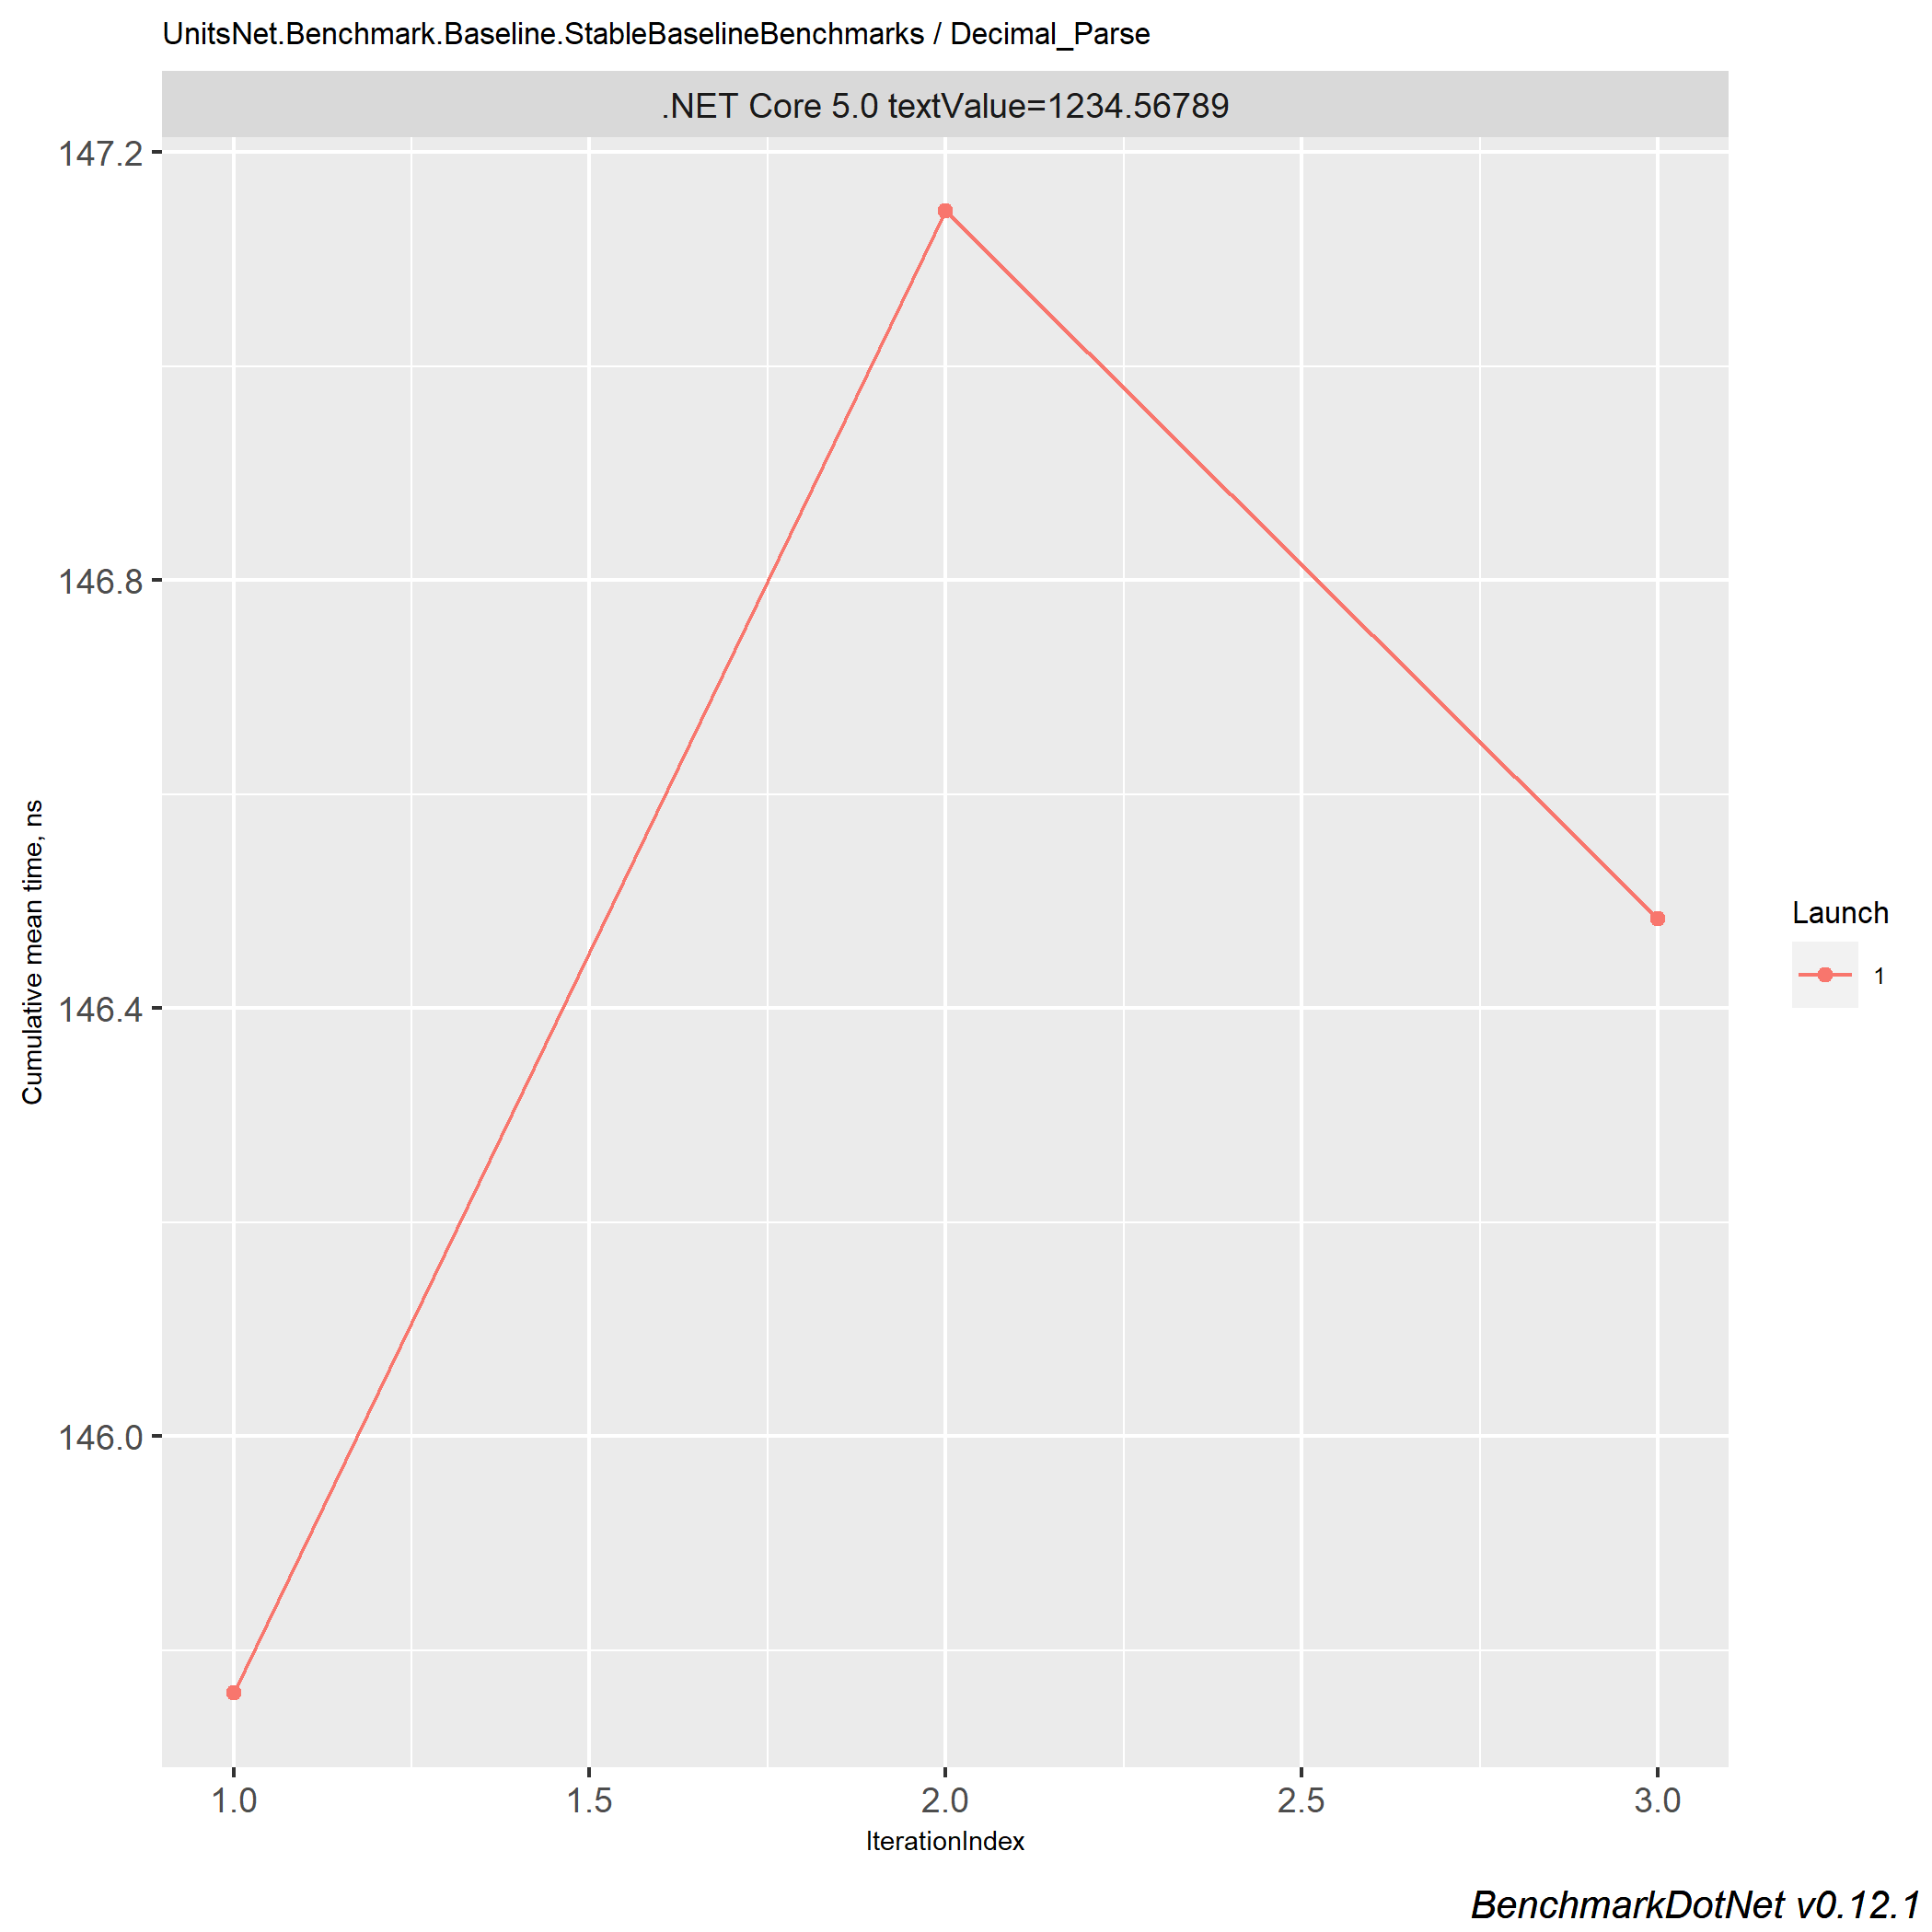 UnitsNet.Benchmark.Baseline.StableBaselineBenchmarks / Decimal_Parse
.NET Core 5.0 textValue=1234.56789
147.2
146.8
146.4
146.0
Cumulative mean time, ns
1.0 1.5 2.0 2.5 3.0
IterationIndex
Launch
1
BenchmarkDotNet v0.12.1